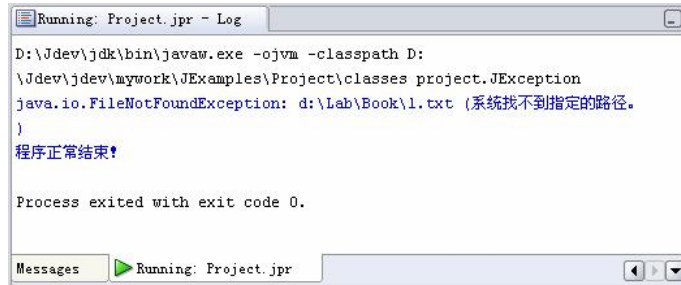 Running: Project.jpr - Log
D:\Jdev\jdk\bin\javaw.exe -ojvm -classpath D:
\Jdev\jdev\mywork\JExamples\Project\classes project.JException
java.io.FileNotFoundException: d:\Lab\Book\1.txt (系统找不到指定的路径。
)
程序正常结束!
Process exited with exit code 0.
Messages Running: Project.jpr